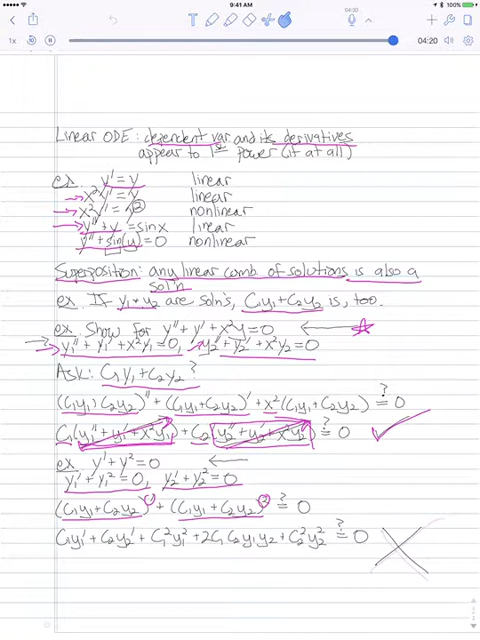 9:41 AM
100%
04:30
1x
04:20
Linear ODE: dependent var and its derivatives
appear to 1st power (if at all)
ex. y' = y linear
x²y' = y linear
x²y' = y² nonlinear
y'' + y = sin x linear
y'' + sin(y) = 0 nonlinear
Superposition: any linear comb of solutions is also a
sol'n
ex. If y₁ + y₂ are soln's, C₁y₁ + C₂y₂ is, too.
ex. Show for y'' + y' + x²y = 0
y₁'' + y₁' + x²y₁ = 0, y₂'' + y₂' + x²y₂ = 0
Ask: C₁y₁ + C₂y₂ ?
(C₁y₁ + C₂y₂)'' + (C₁y₁ + C₂y₂)' + x²(C₁y₁ + C₂y₂) ≟ 0
C₁(y₁'' + y₁' + x²y₁) + C₂(y₂'' + y₂' + x²y₂) ≟ 0
ex y' + y² = 0
y₁' + y₁² = 0, y₂' + y₂² = 0
(C₁y₁ + C₂y₂)' + (C₁y₁ + C₂y₂)² ≟ 0
C₁y₁' + C₂y₂' + C₁²y₁² + 2C₁C₂y₁y₂ + C₂²y₂² ≟ 0